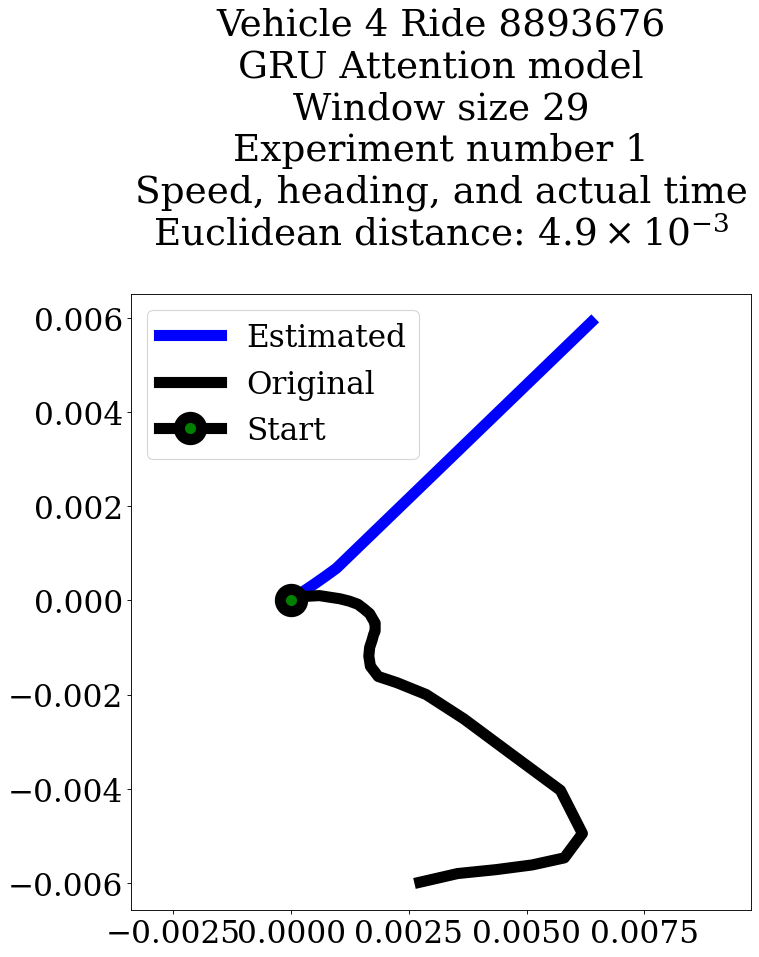 Vehicle 4 Ride 8893676
GRU Attention model
Window size 29
Experiment number 1
Speed, heading, and actual time
Euclidean distance: 4.9 × 10⁻³
0.006
0.004
0.002
0.000
−0.002
−0.004
−0.006
Estimated
Original
Start
−0.0025 0.0000 0.0025 0.0050 0.0075